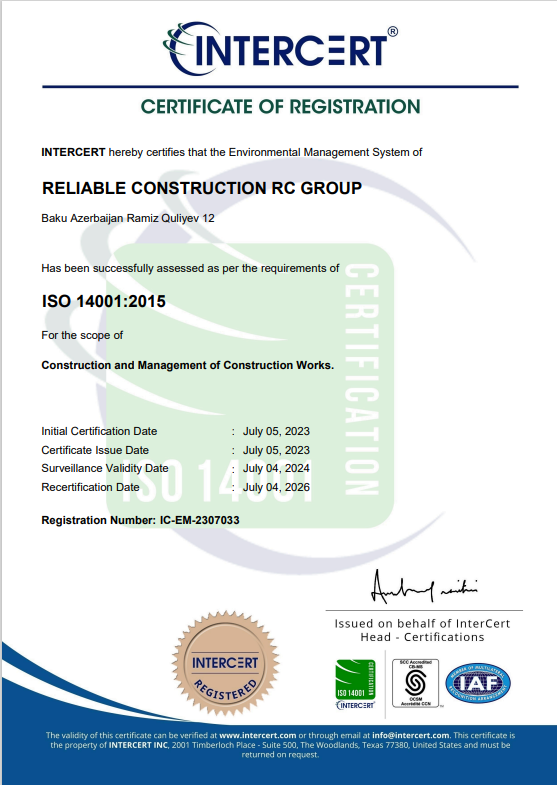 INTERCERT®
CERTIFICATE OF REGISTRATION
INTERCERT hereby certifies that the Environmental Management System of
RELIABLE CONSTRUCTION RC GROUP
Baku Azerbaijan Ramiz Quliyev 12
Has been successfully assessed as per the requirements of
ISO 14001:2015
For the scope of
Construction and Management of Construction Works.
CERTIFICATION
ISO 14001
Initial Certification Date : July 05, 2023
Certificate Issue Date : July 05, 2023
Surveillance Validity Date : July 04, 2024
Recertification Date : July 04, 2026
Registration Number: IC-EM-2307033
Issued on behalf of InterCert
Head - Certifications
INTERCERT
REGISTERED
ISO 14001
CERTIFICATION
INTERCERT
SCC Accredited
CB-MS
OCSM
Accrédité CCN
MEMBER OF MULTILATERAL
IAF
RECOGNITION ARRANGEMENT
The validity of this certificate can be verified at www.intercert.com or through email at info@intercert.com. This certificate is
the property of INTERCERT INC, 2001 Timberloch Place - Suite 500, The Woodlands, Texas 77380, United States and must be
returned on request.